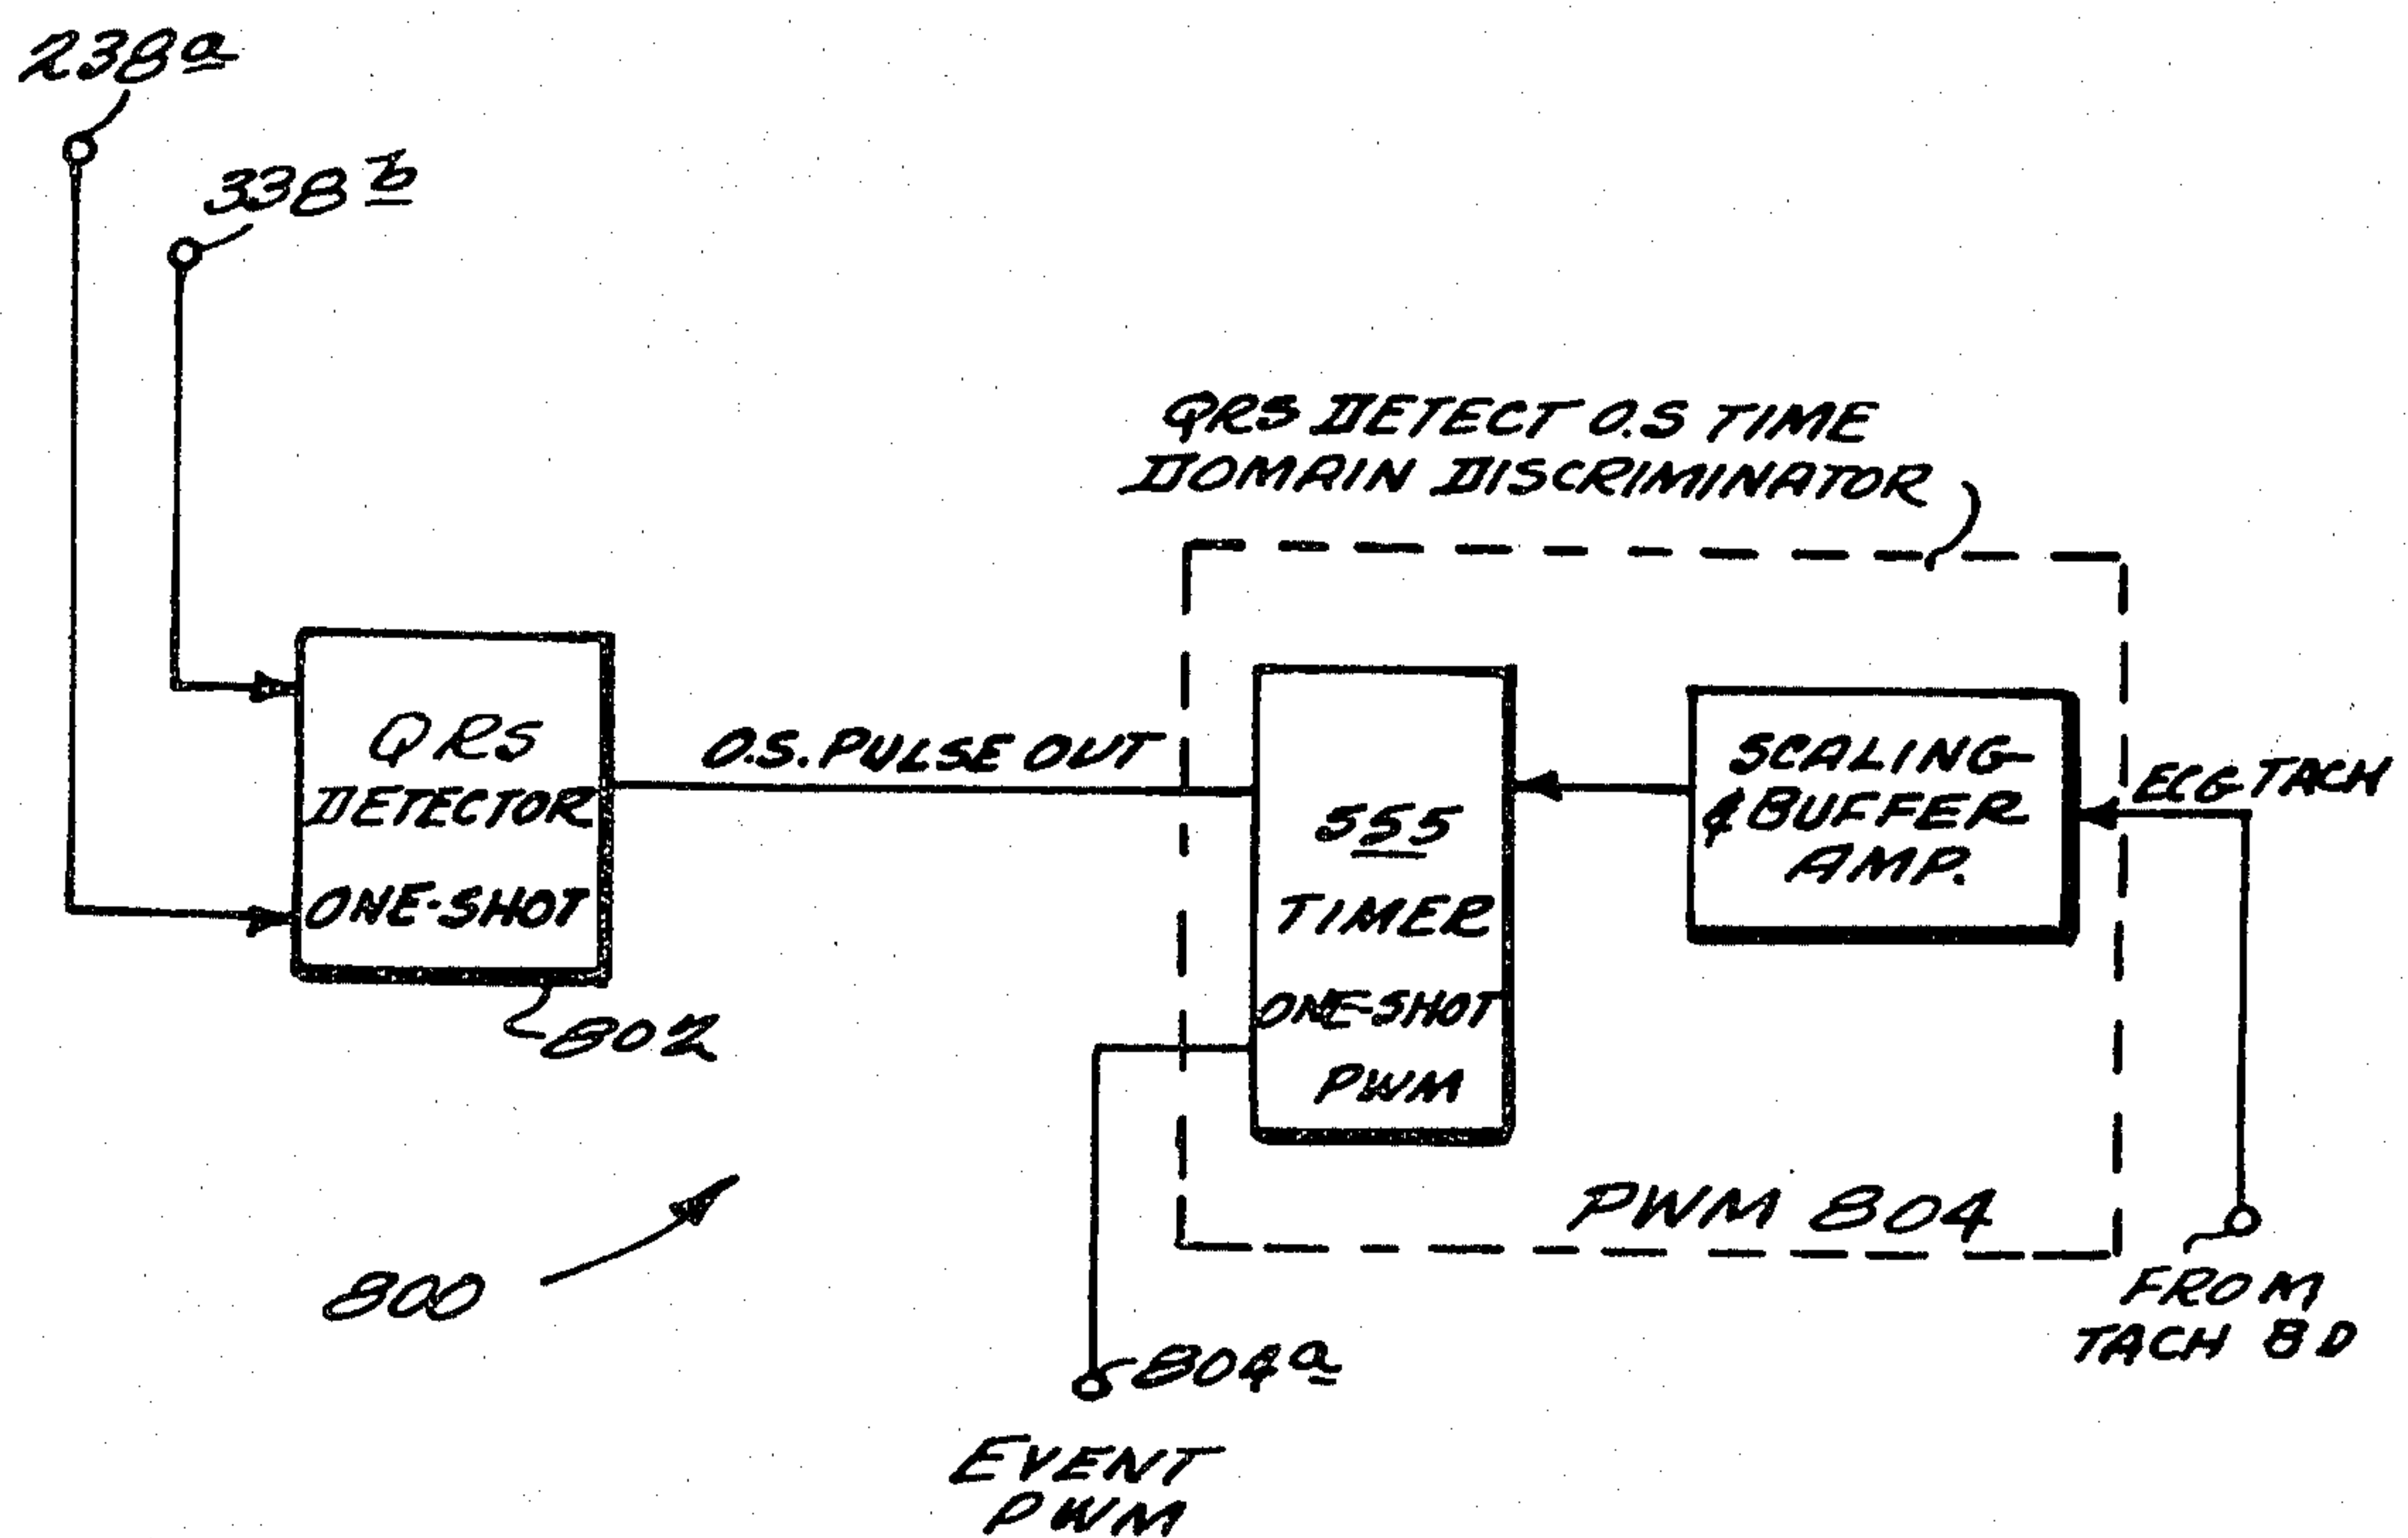 238a
338b
QRS DETECT O.S TIME
DOMAIN DISCRIMINATOR
QRS
DETECTOR
ONE-SHOT
802
O.S. PULSE OUT
555
TIMER
ONE-SHOT
PWM
SCALING
& BUFFER
AMP.
ECG TACH
PWM 804
FROM
TACH 8D
800
804a
EVENT
PWM